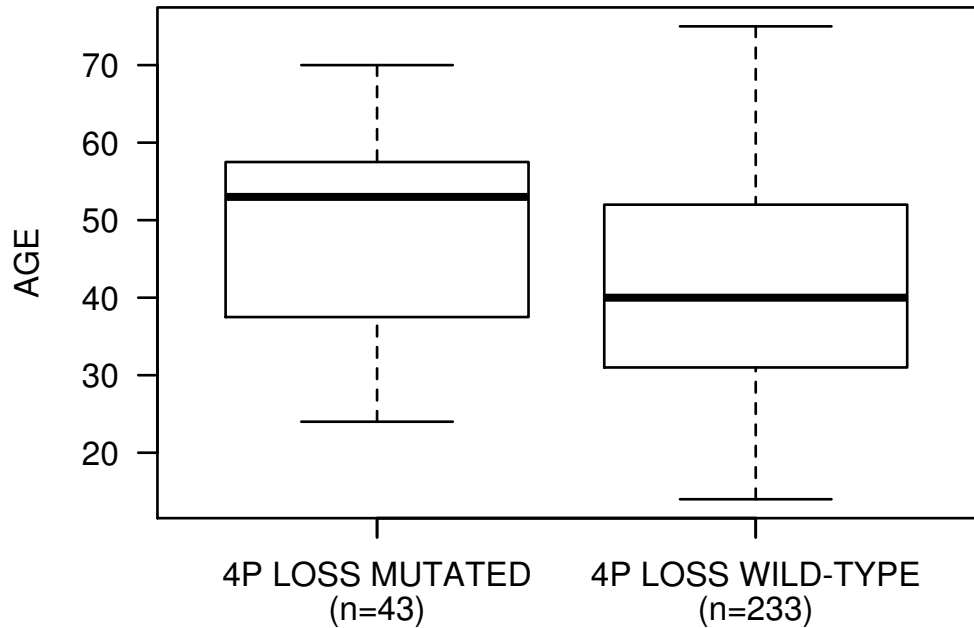 70
60
50
40
30
20
AGE
4P LOSS MUTATED
(n=43)
4P LOSS WILD-TYPE
(n=233)